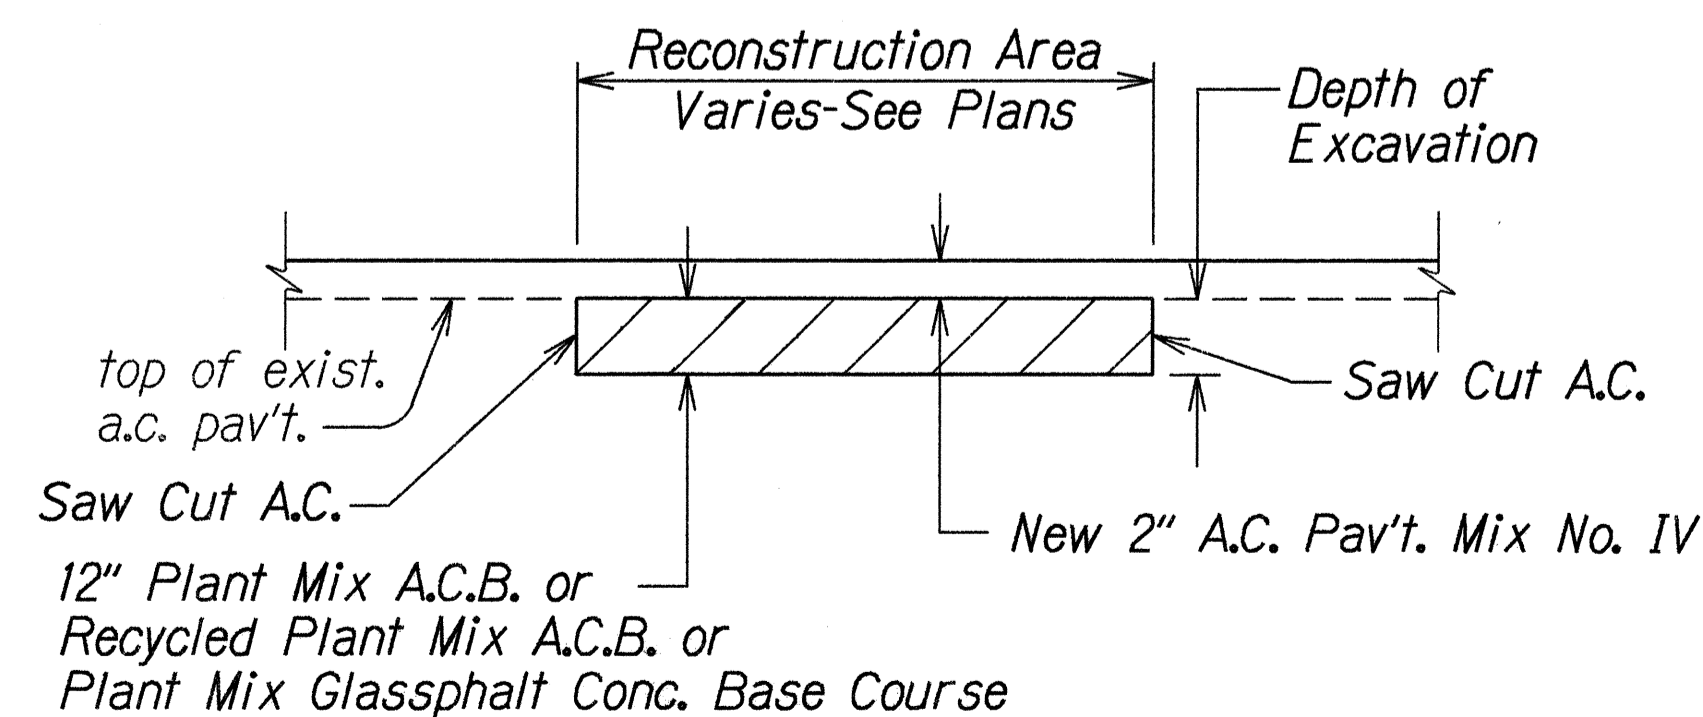 Reconstruction Area
Varies-See Plans
Depth of
Excavation
top of exist.
a.c. pav't.
Saw Cut A.C.
Saw Cut A.C.
New 2" A.C. Pav't. Mix No. IV
12" Plant Mix A.C.B. or
Recycled Plant Mix A.C.B. or
Plant Mix Glassphalt Conc. Base Course